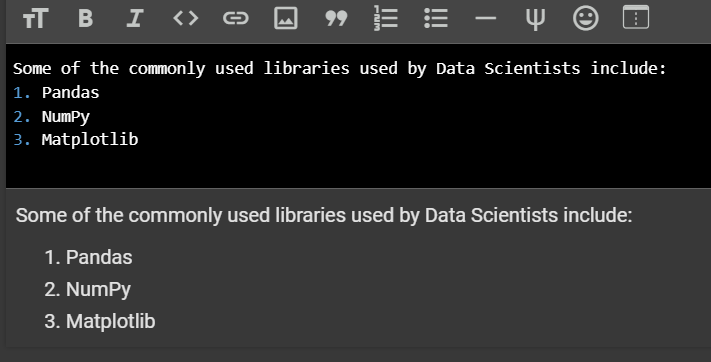 Some of the commonly used libraries used by Data Scientists include:
1. Pandas
2. NumPy
3. Matplotlib
Some of the commonly used libraries used by Data Scientists include:
1. Pandas
2. NumPy
3. Matplotlib